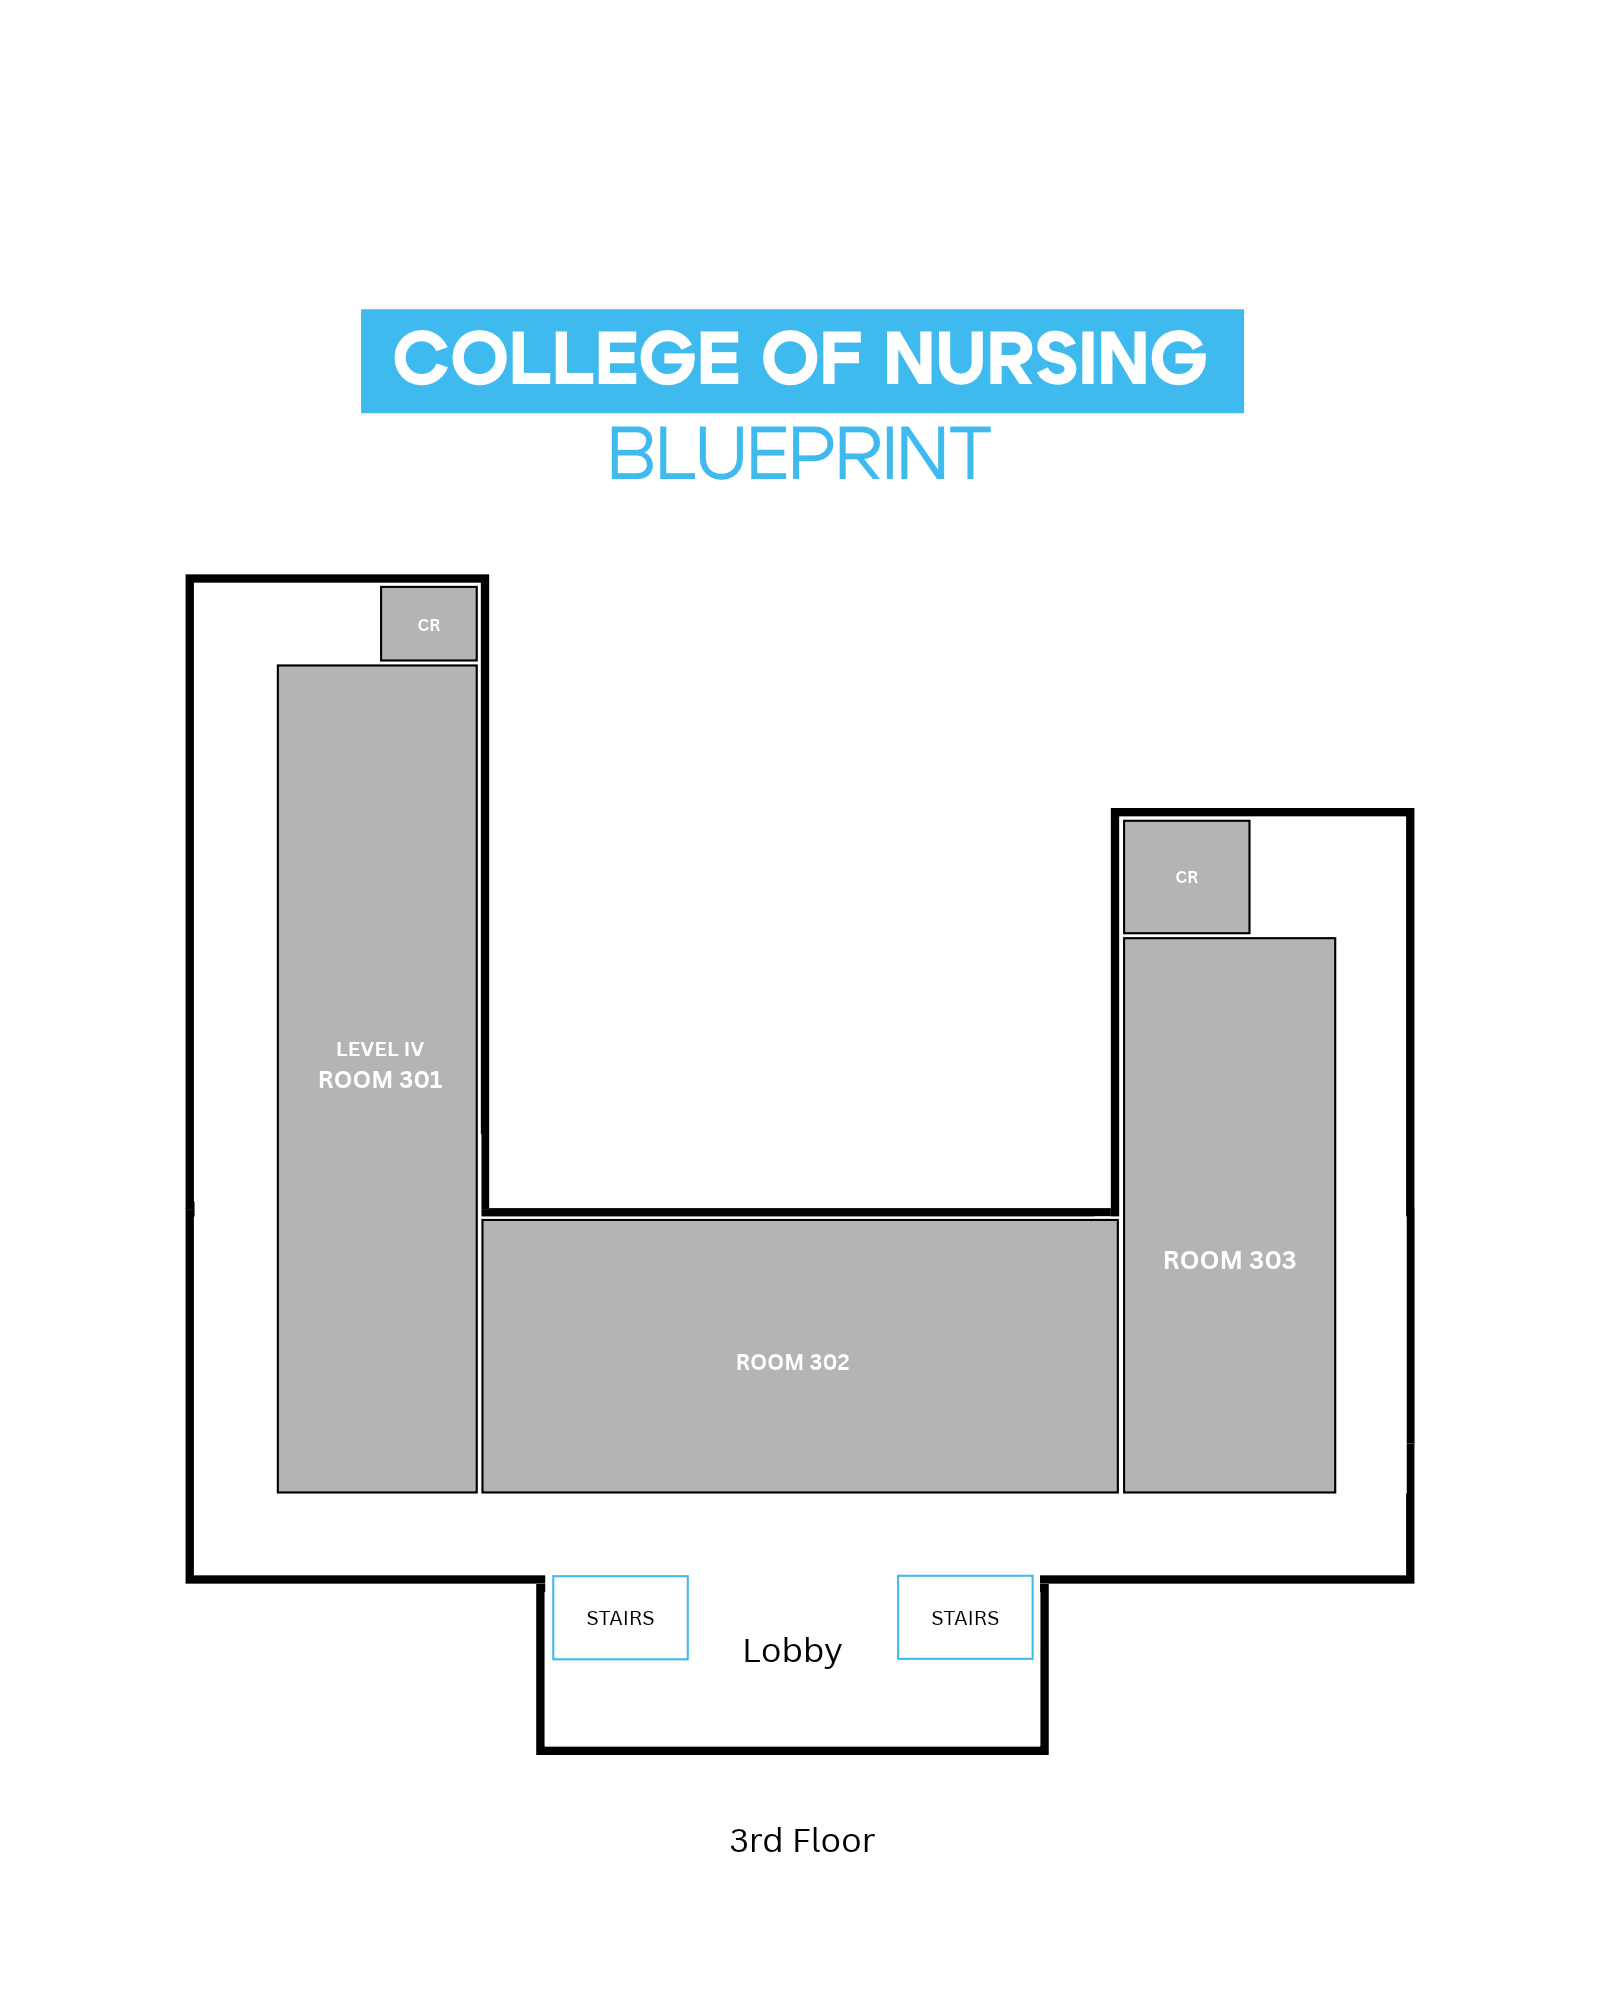 COLLEGE OF NURSING
BLUEPRINT
CR
CR
LEVEL IV
ROOM 301
ROOM 303
ROOM 302
STAIRS
STAIRS
Lobby
3rd Floor